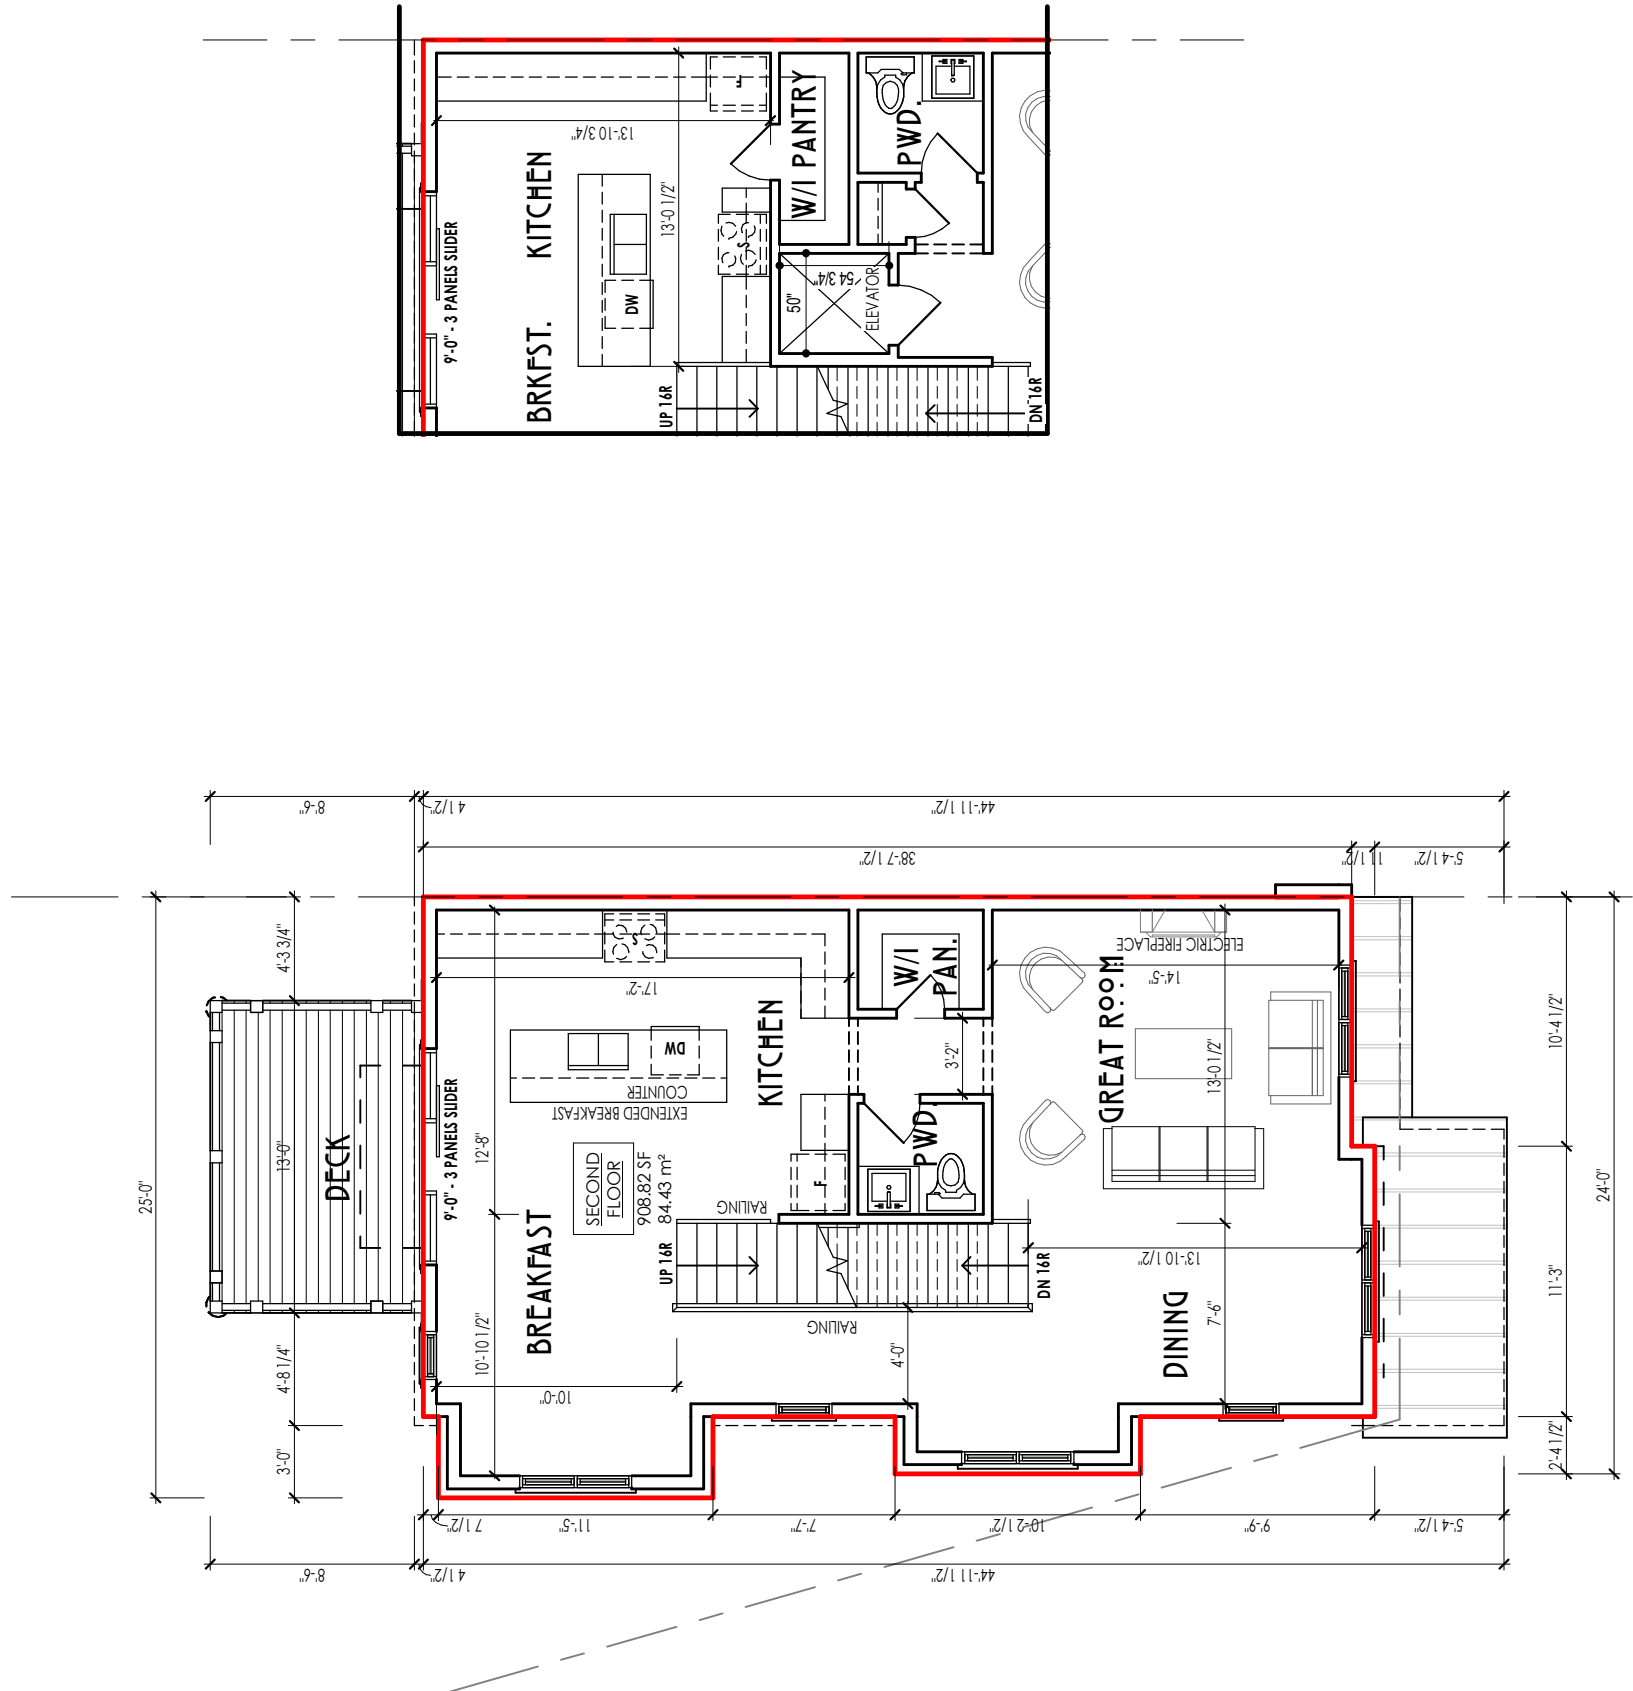 F
13'-10 3/4"
W/I PANTRY
PWD.
KITCHEN
13'-0 1/2"
S
9'-0" - 3 PANELS SLIDER
DW
BRKFST.
50"
54 3/4"
ELEVATOR
UP 16R
DN 16R
8'-6"
4 1/2"
44'-11 1/2"
38'-7 1/2"
11 1/2"
5'-4 1/2"
4'-3 3/4"
S
W/I
PAN.
ELECTRIC FIREPLACE
17'-2"
14'-5"
KITCHEN
GREAT ROOM
10'-4 1/2"
DW
3'-2"
13'-0 1/2"
COUNTER
EXTENDED BREAKFAST
9'-0" - 3 PANELS SLIDER
DECK
13'-0"
12'-8"
PWD.
25'-0"
24'-0"
SECOND
FLOOR
908.82 SF
84.43 m²
F
RAILING
BREAKFAST
UP 16R
DN 16R
13'-10 1/2"
11'-3"
RAILING
DINING
7'-6"
10'-10 1/2"
4'-0"
4'-8 1/4"
10'-0"
3'-0"
2'-4 1/2"
7 1/2"
11'-5"
7'-7"
10'-2 1/2"
9'-9"
5'-4 1/2"
8'-6"
4 1/2"
44'-11 1/2"